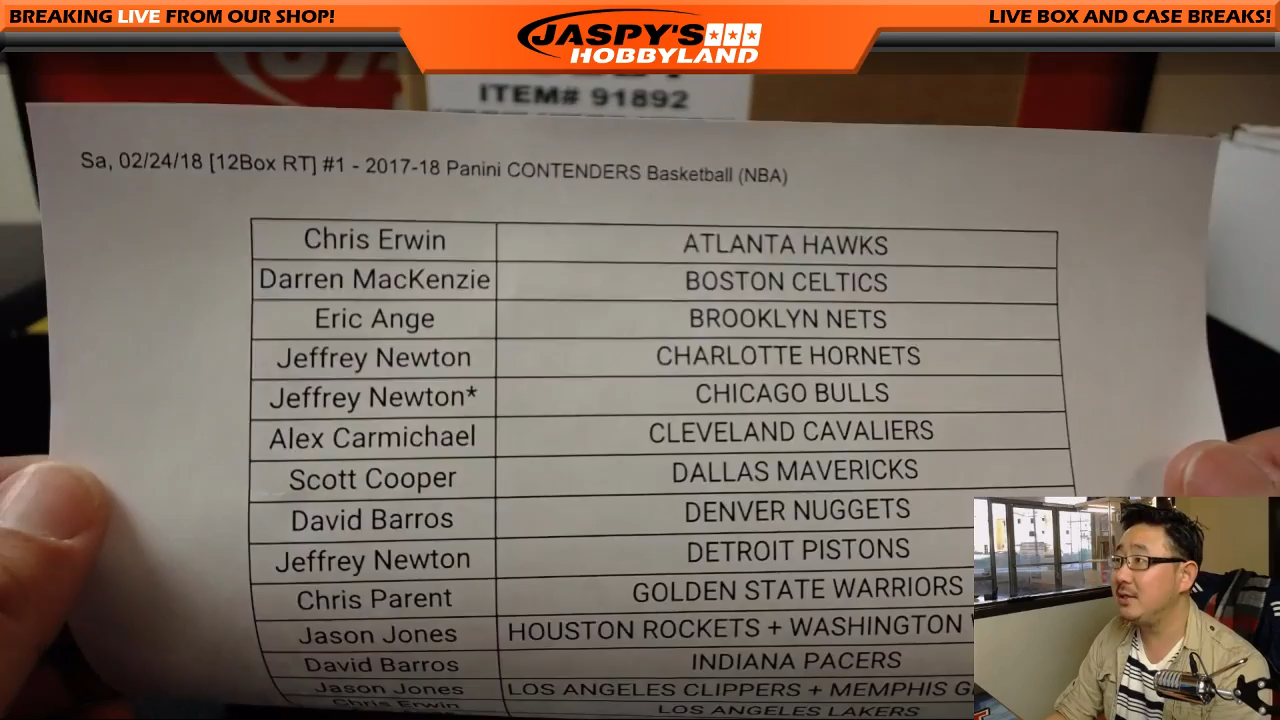 BREAKING LIVE FROM OUR SHOP!
JASPY'S
HOBBYLAND
LIVE BOX AND CASE BREAKS!
ITEM# 91892
Sa, 02/24/18 [12Box RT] #1 - 2017-18 Panini CONTENDERS Basketball (NBA)
Chris Erwin ATLANTA HAWKS
Darren MacKenzie BOSTON CELTICS
Eric Ange BROOKLYN NETS
Jeffrey Newton CHARLOTTE HORNETS
Jeffrey Newton* CHICAGO BULLS
Alex Carmichael CLEVELAND CAVALIERS
Scott Cooper DALLAS MAVERICKS
David Barros DENVER NUGGETS
Jeffrey Newton DETROIT PISTONS
Chris Parent GOLDEN STATE WARRIORS
Jason Jones HOUSTON ROCKETS + WASHINGTON
David Barros INDIANA PACERS
Jason Jones LOS ANGELES CLIPPERS + MEMPHIS G
Chris Erwin LOS ANGELES LAKERS